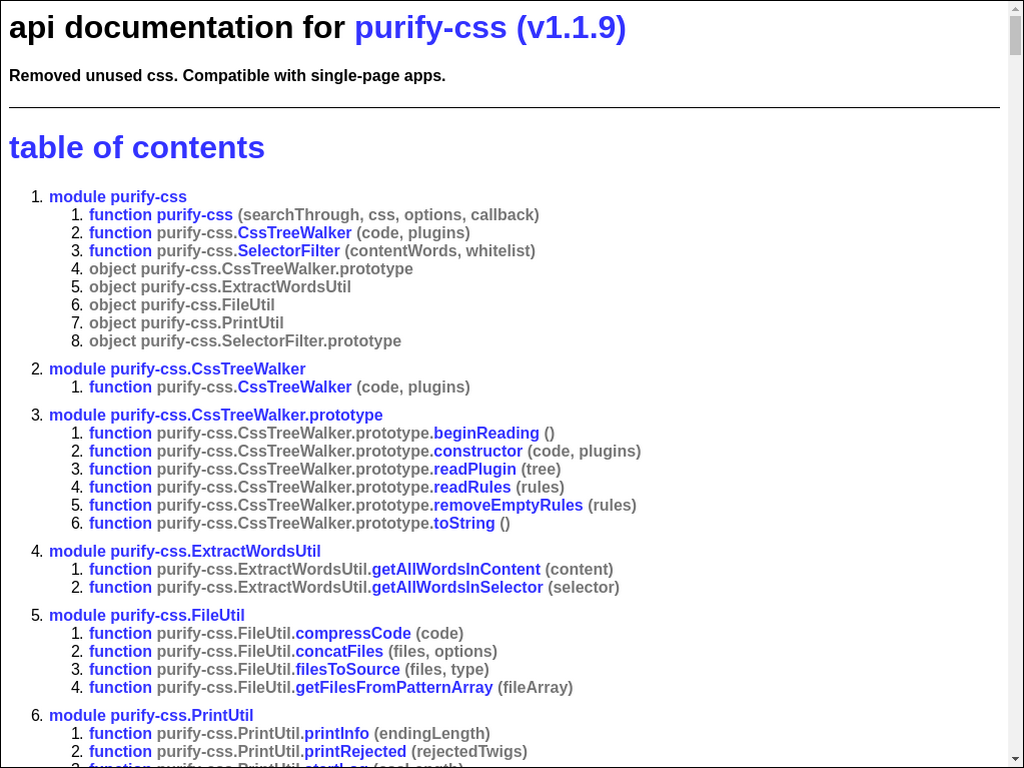 api documentation for purify-css (v1.1.9)
Removed unused css. Compatible with single-page apps.
table of contents
1. module purify-css
1. function purify-css (searchThrough, css, options, callback)
2. function purify-css.CssTreeWalker (code, plugins)
3. function purify-css.SelectorFilter (contentWords, whitelist)
4. object purify-css.CssTreeWalker.prototype
5. object purify-css.ExtractWordsUtil
6. object purify-css.FileUtil
7. object purify-css.PrintUtil
8. object purify-css.SelectorFilter.prototype
2. module purify-css.CssTreeWalker
1. function purify-css.CssTreeWalker (code, plugins)
3. module purify-css.CssTreeWalker.prototype
1. function purify-css.CssTreeWalker.prototype.beginReading ()
2. function purify-css.CssTreeWalker.prototype.constructor (code, plugins)
3. function purify-css.CssTreeWalker.prototype.readPlugin (tree)
4. function purify-css.CssTreeWalker.prototype.readRules (rules)
5. function purify-css.CssTreeWalker.prototype.removeEmptyRules (rules)
6. function purify-css.CssTreeWalker.prototype.toString ()
4. module purify-css.ExtractWordsUtil
1. function purify-css.ExtractWordsUtil.getAllWordsInContent (content)
2. function purify-css.ExtractWordsUtil.getAllWordsInSelector (selector)
5. module purify-css.FileUtil
1. function purify-css.FileUtil.compressCode (code)
2. function purify-css.FileUtil.concatFiles (files, options)
3. function purify-css.FileUtil.filesToSource (files, type)
4. function purify-css.FileUtil.getFilesFromPatternArray (fileArray)
6. module purify-css.PrintUtil
1. function purify-css.PrintUtil.printInfo (endingLength)
2. function purify-css.PrintUtil.printRejected (rejectedTwigs)
3. function purify-css.PrintUtil.startLog (cssLength)